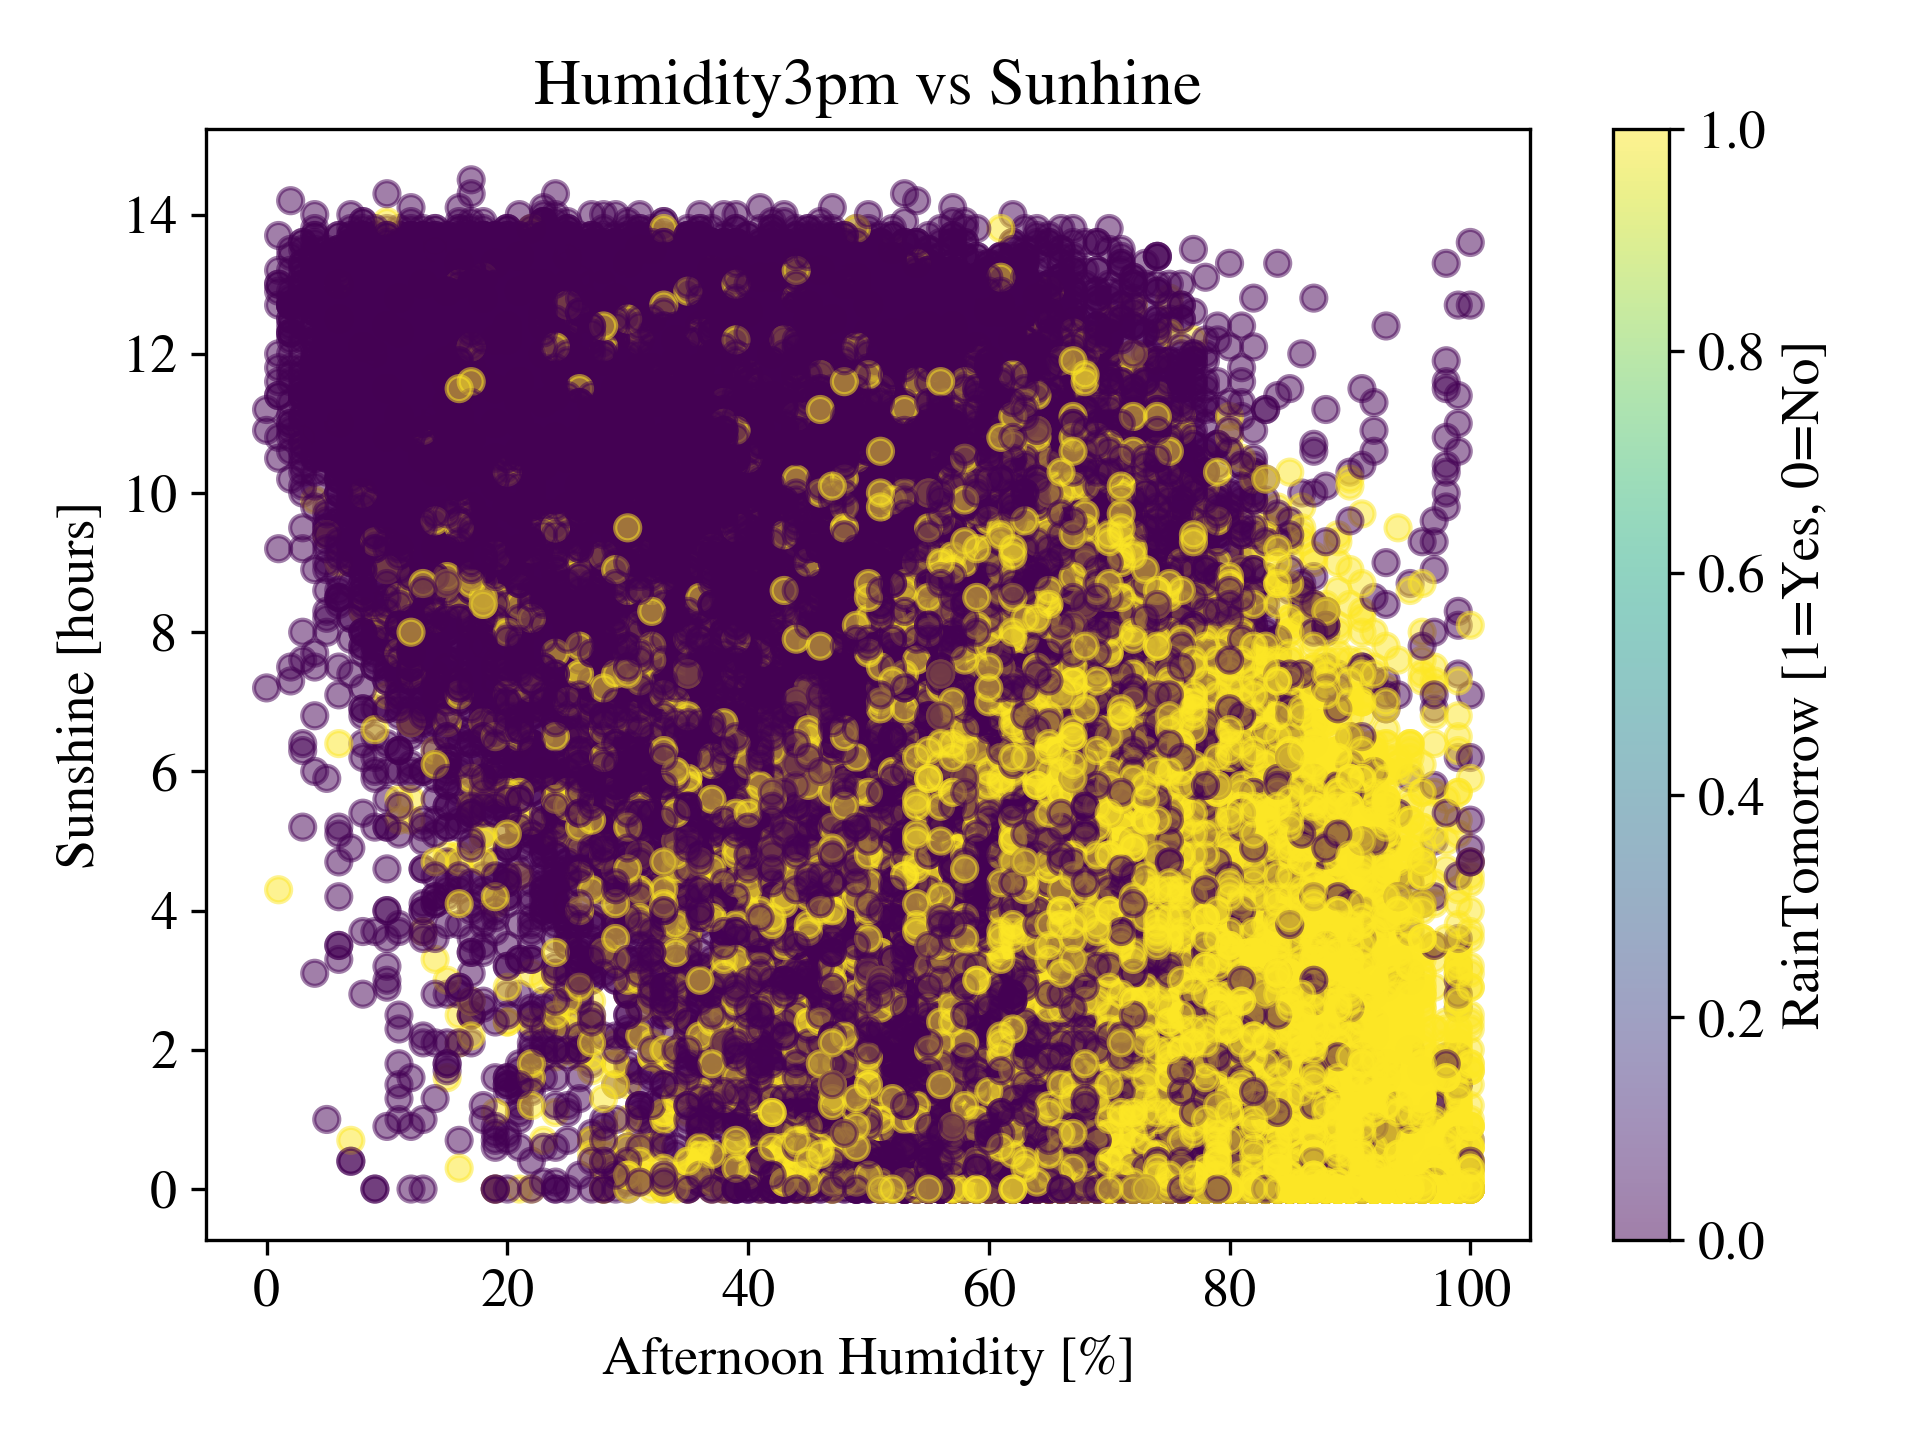 Humidity3pm vs Sunhine
Sunshine [hours]
14
12
10
8
6
4
2
0
0 20 40 60 80 100
Afternoon Humidity [%]
1.0
0.8
0.6
0.4
0.2
0.0
RainTomorrow [1=Yes, 0=No]